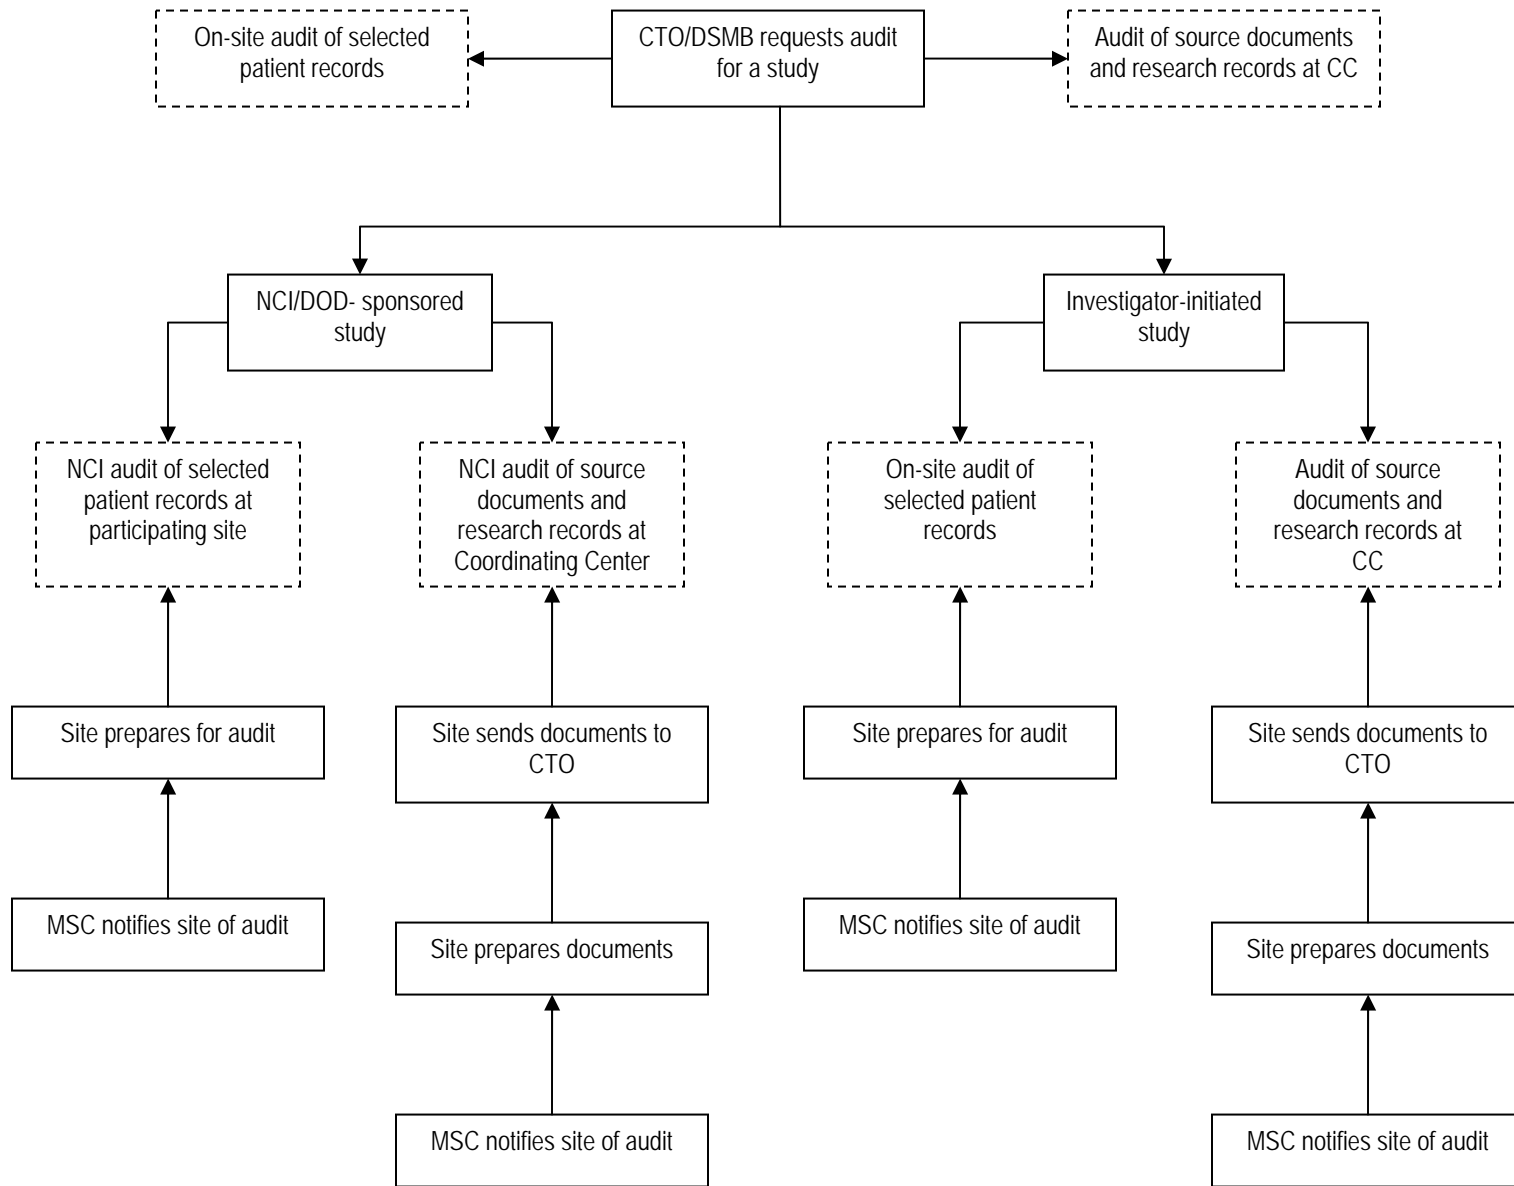 On-site audit of selected
patient records
CTO/DSMB requests audit
for a study
Audit of source documents
and research records at CC
NCI/DOD- sponsored
study
Investigator-initiated
study
NCI audit of selected
patient records at
participating site
NCI audit of source
documents and
research records at
Coordinating Center
On-site audit of
selected patient
records
Audit of source
documents and
research records at
CC
Site prepares for audit
Site sends documents to
CTO
Site prepares for audit
Site sends documents to
CTO
MSC notifies site of audit
Site prepares documents
MSC notifies site of audit
Site prepares documents
MSC notifies site of audit
MSC notifies site of audit